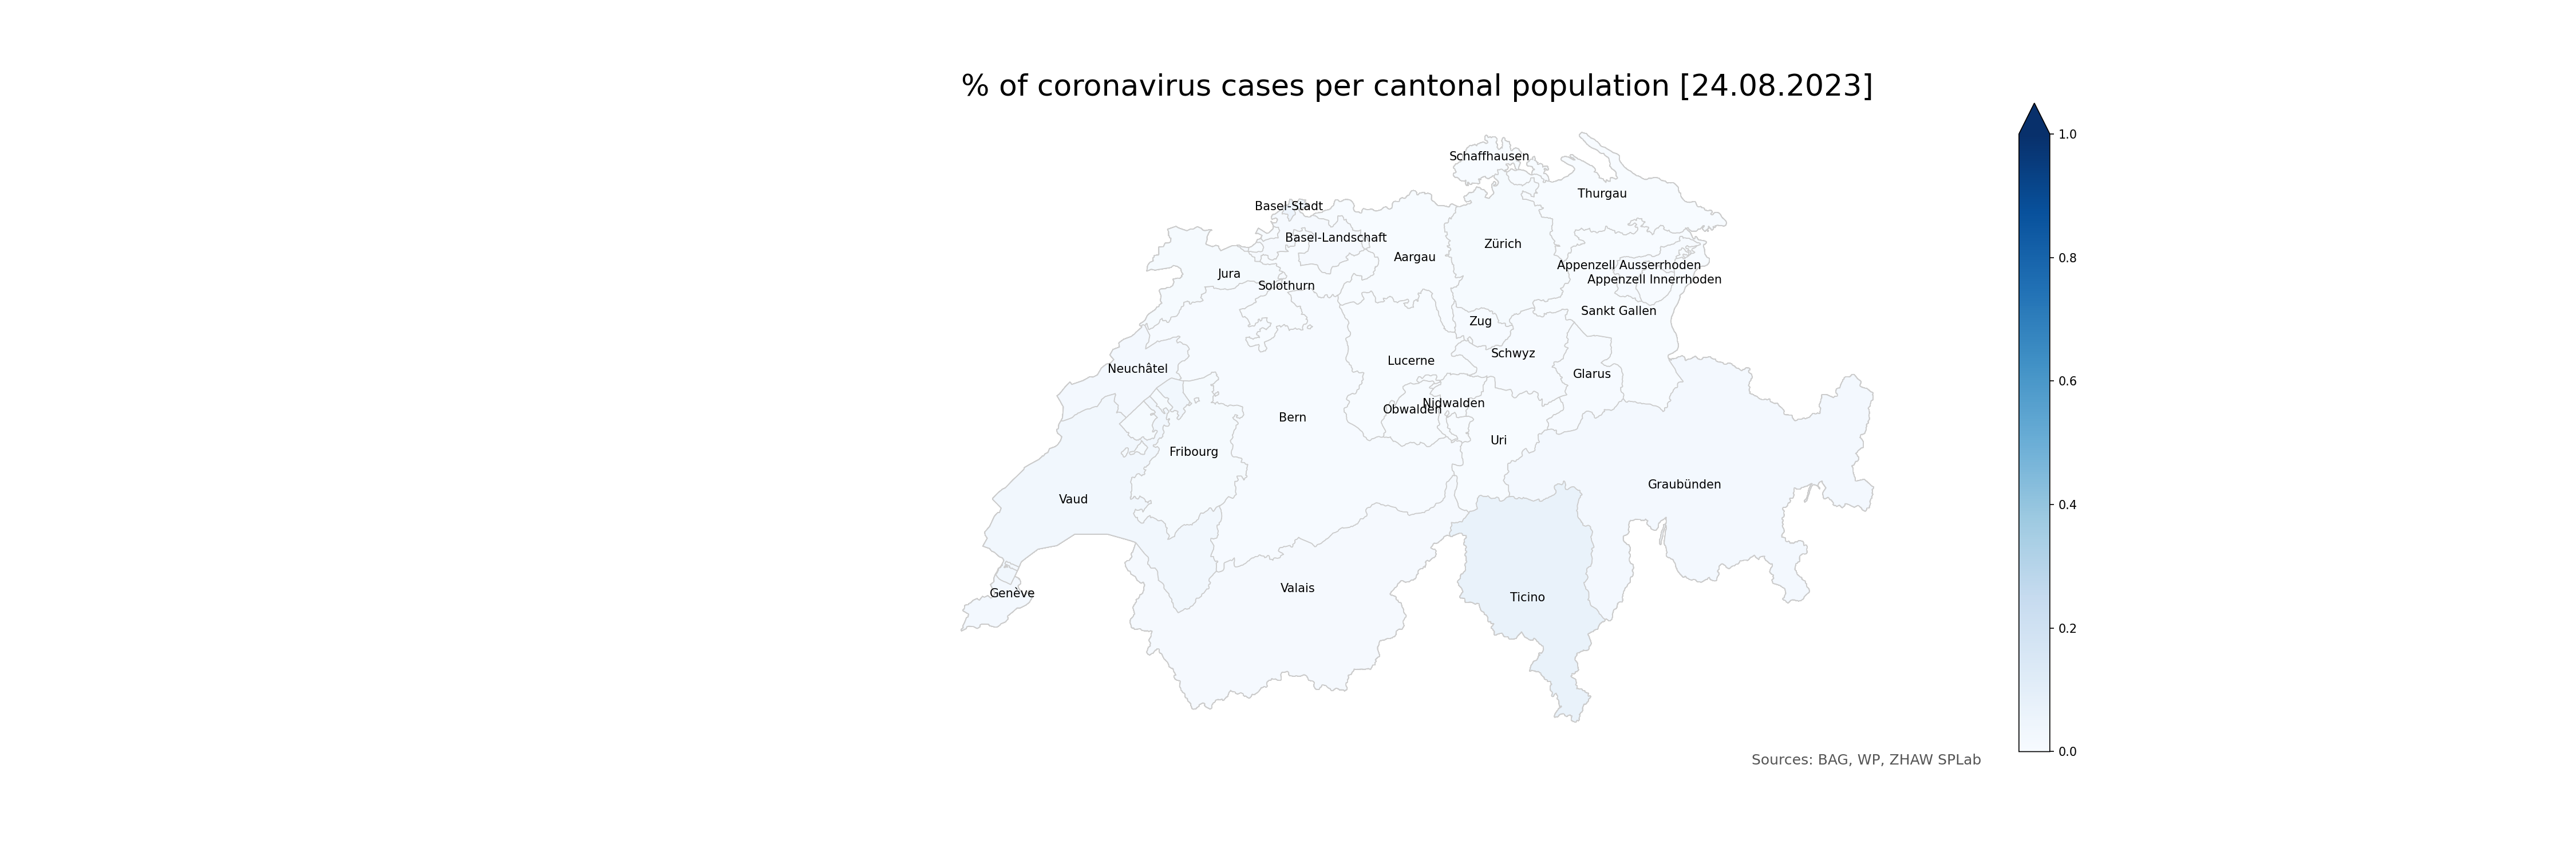 % of coronavirus cases per cantonal population [24.08.2023]
1.0
Schaffhausen
Thurgau
Basel-Stadt
Basel-Landschaft
Zürich
Aargau
0.8
Appenzell Ausserrhoden
Jura
Appenzell Innerrhoden
Solothurn
Sankt Gallen
Zug
Schwyz
Lucerne
Neuchâtel
Glarus
0.6
Nidwalden
Obwalden
Bern
Uri
Fribourg
Graubünden
Vaud
0.4
Valais
Genève
Ticino
0.2
0.0
Sources: BAG, WP, ZHAW SPLab